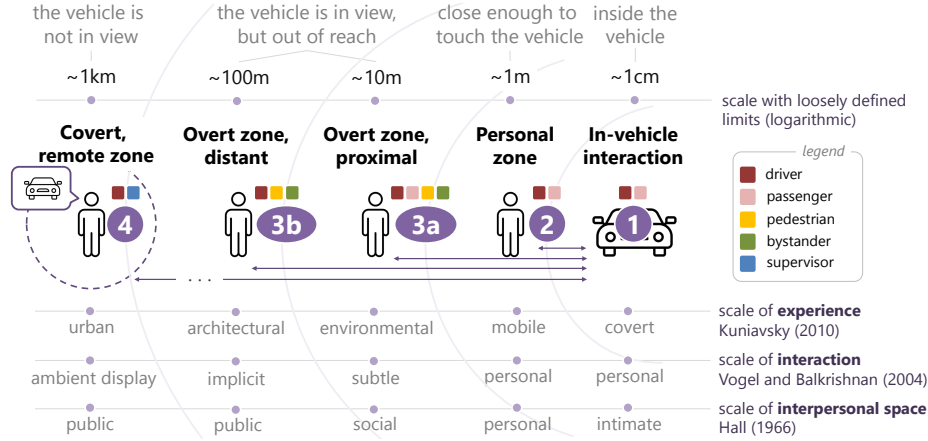 the vehicle is
not in view
the vehicle is in view,
but out of reach
close enough to
touch the vehicle
inside the
vehicle
~1km
~100m
~10m
~1m
~1cm
scale with loosely defined
limits (logarithmic)
Covert,
remote zone
Overt zone,
distant
Overt zone,
proximal
Personal
zone
In-vehicle
interaction
legend
driver
passenger
pedestrian
bystander
supervisor
4
3b
3a
2
1
...
urban
architectural
environmental
mobile
covert
scale of experience
Kuniavsky (2010)
ambient display
implicit
subtle
personal
personal
scale of interaction
Vogel and Balkrishnan (2004)
public
public
social
personal
intimate
scale of interpersonal space
Hall (1966)